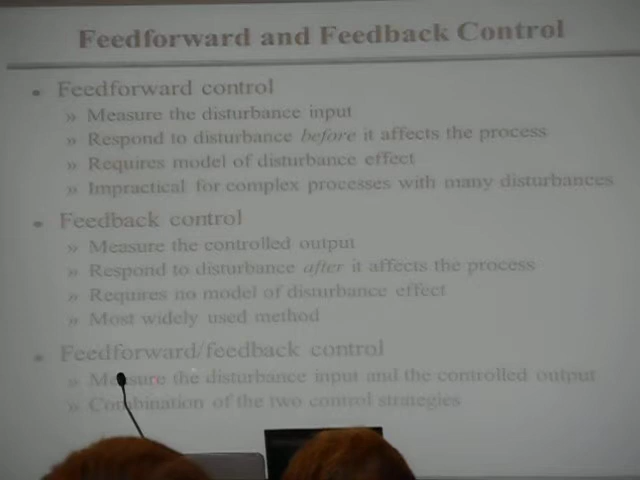 Feedforward and Feedback Control
• Feedforward control
» Measure the disturbance input
» Respond to disturbance before it affects the process
» Requires model of disturbance effect
» Impractical for complex processes with many disturbances
• Feedback control
» Measure the controlled output
» Respond to disturbance after it affects the process
» Requires no model of disturbance effect
» Most widely used method
• Feedforward/feedback control
» Measure the disturbance input and the controlled output
» Combination of the two control strategies